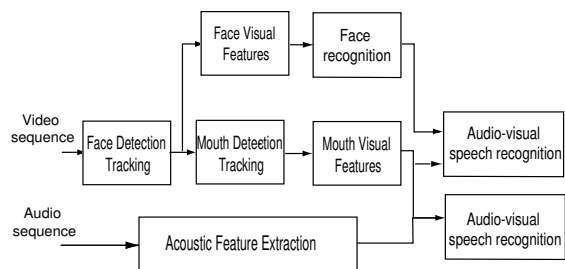 Face Visual
Features
Face
recognition
Video
sequence
Face Detection
Tracking
Mouth Detection
Tracking
Mouth Visual
Features
Audio-visual
speech recognition
Audio
sequence
Acoustic Feature Extraction
Audio-visual
speech recognition